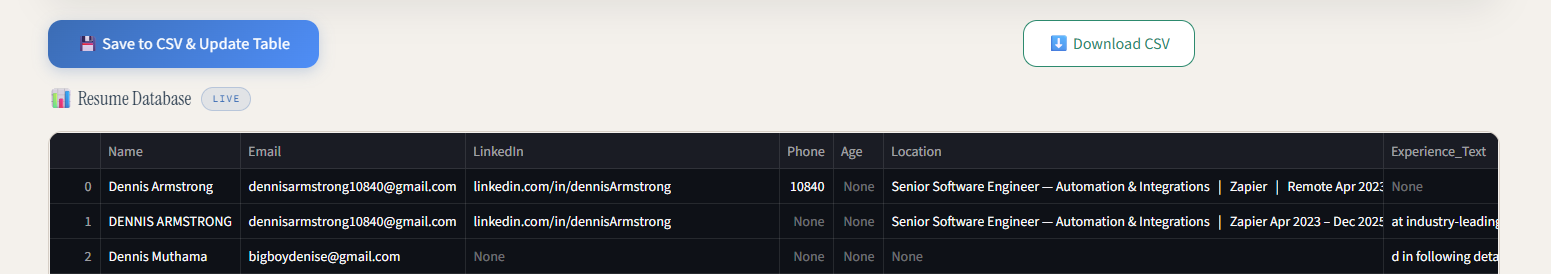 💾 Save to CSV & Update Table
⬇️ Download CSV
📊 Resume Database LIVE
Name Email LinkedIn Phone Age Location Experience_Text
0 Dennis Armstrong dennisarmstrong10840@gmail.com linkedin.com/in/dennisArmstrong 10840 None Senior Software Engineer — Automation & Integrations | Zapier | Remote Apr 2023 None
1 DENNIS ARMSTRONG dennisarmstrong10840@gmail.com linkedin.com/in/dennisArmstrong None None Senior Software Engineer — Automation & Integrations | Zapier Apr 2023 – Dec 2025 at industry-leading
2 Dennis Muthama bigboydenise@gmail.com None None None None d in following deta